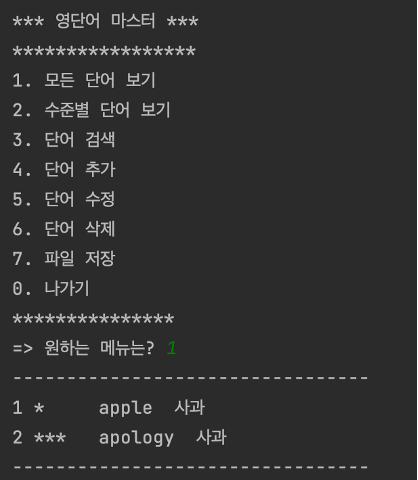 *** 영단어 마스터 ***
*****************
1. 모든 단어 보기
2. 수준별 단어 보기
3. 단어 검색
4. 단어 추가
5. 단어 수정
6. 단어 삭제
7. 파일 저장
0. 나가기
***************
=> 원하는 메뉴는? 1
---------------------------------
1 *     apple  사과
2 ***   apology  사과
---------------------------------